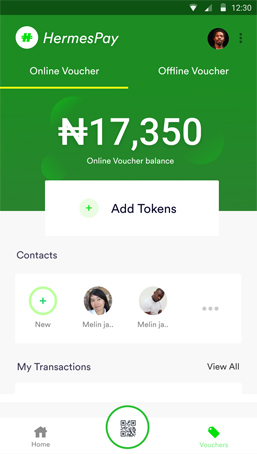 12:30
HermesPay
Online Voucher
Offline Voucher
₦17,350
Online Voucher balance
+ Add Tokens
Contacts
+
New
Melin ja..
Melin ja..
My Transactions
View All
Home
Vouchers